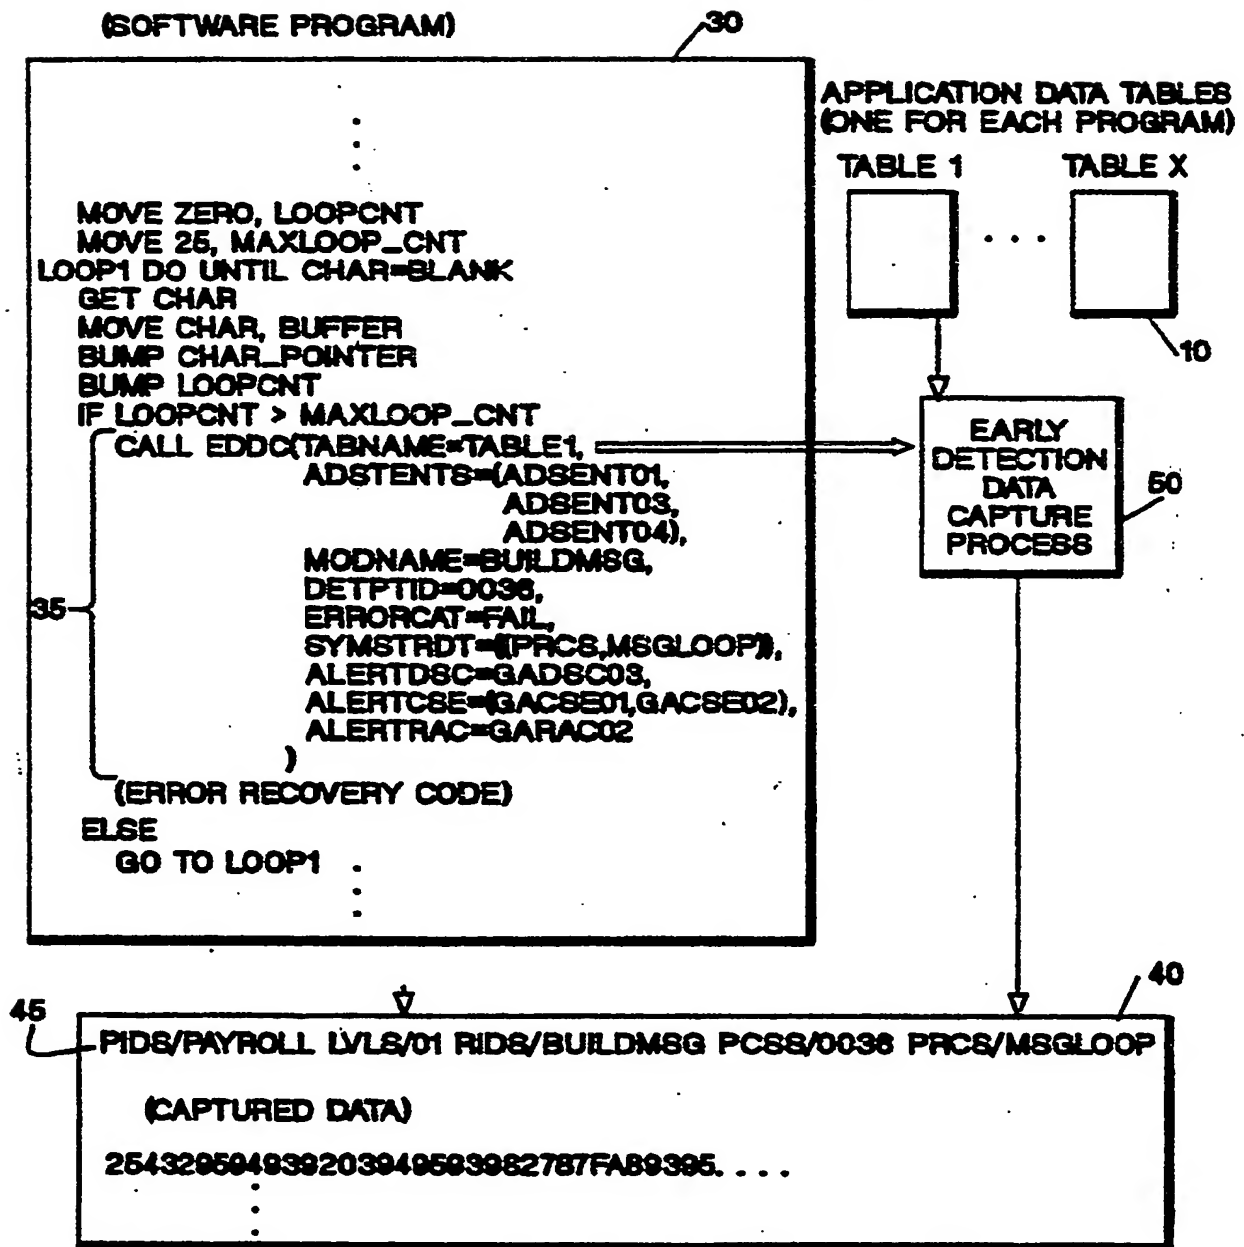 (SOFTWARE PROGRAM)
30
APPLICATION DATA TABLES
(ONE FOR EACH PROGRAM)
TABLE 1
TABLE X
. . .
10
MOVE ZERO, LOOPCNT
MOVE 25, MAXLOOP_CNT
LOOP1 DO UNTIL CHAR=BLANK
GET CHAR
MOVE CHAR, BUFFER
BUMP CHAR_POINTER
BUMP LOOPCNT
IF LOOPCNT > MAXLOOP_CNT
CALL EDDC(TABNAME=TABLE1,
ADSTENTS=(ADSENT01,
ADSENT03,
ADSENT04),
MODNAME=BUILDMSG,
DETPTID=0036,
ERRORCAT=FAIL,
SYMSTRDT=((PRCS,MSGLOOP)),
ALERTDSC=GADSC03,
ALERTCSE=(GACSE01,GACSE02),
ALERTRAC=GARAC02
)
35
(ERROR RECOVERY CODE)
ELSE
GO TO LOOP1
EARLY
DETECTION
DATA
CAPTURE
PROCESS
50
40
45
PIDS/PAYROLL LVLS/01 RIDS/BUILDMSG PCSS/0036 PRCS/MSGLOOP
(CAPTURED DATA)
254329594939203949593982787FAB9395. . . .